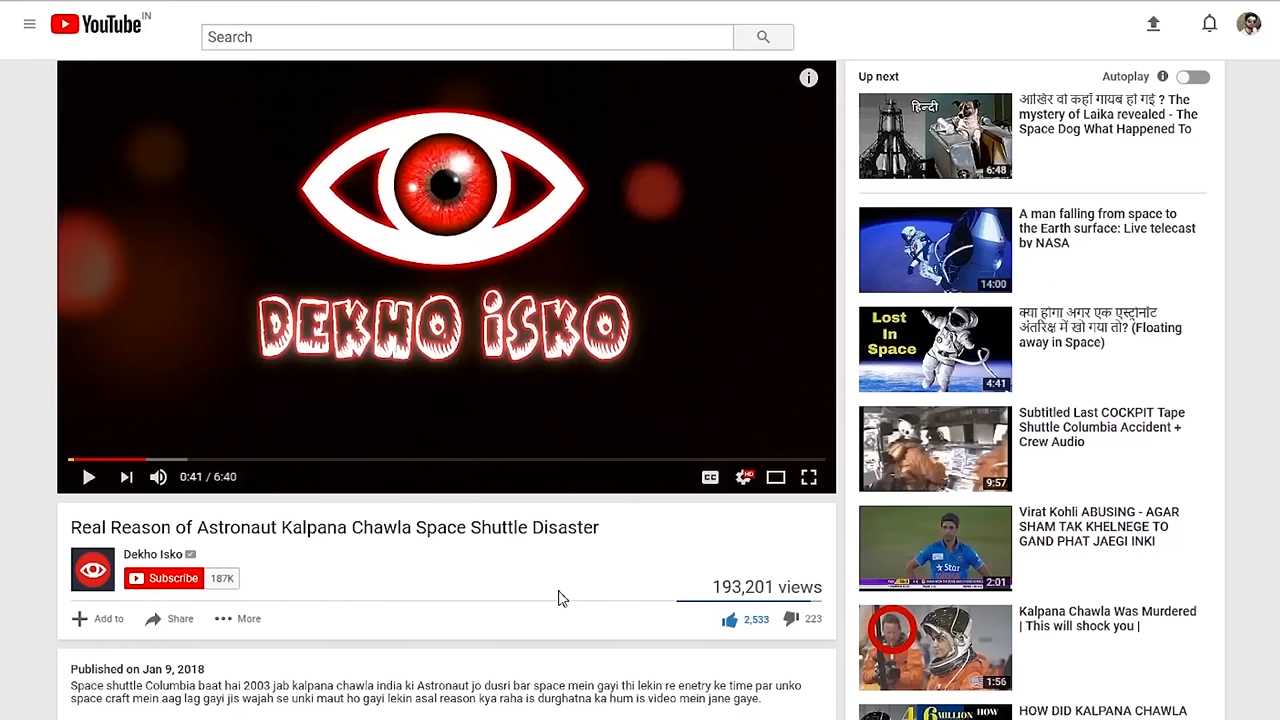 YouTube IN
Search
DEKHO iSKO
0:41 / 6:40
CC
HD
Real Reason of Astronaut Kalpana Chawla Space Shuttle Disaster
Dekho Isko
Subscribe 187K
193,201 views
Add to Share More
2,533 223
Published on Jan 9, 2018
Space shuttle Columbia baat hai 2003 jab kalpana chawla india ki Astronaut jo dusri bar space mein gayi thi lekin re enetry ke time par unko
space craft mein aag lag gayi jis wajah se unki maut ho gayi lekin asal reason kya raha is durghatna ka hum is video mein jane gaye.
Up next
Autoplay
हिन्दी
6:48
आखिर वो कहाँ गायब हो गई ? The
mystery of Laika revealed - The
Space Dog What Happened To
14:00
A man falling from space to
the Earth surface: Live telecast
by NASA
Lost
In
Space
4:41
क्या होगा अगर एक एस्ट्रोनॉट
अंतरिक्ष में खो गया तो? (Floating
away in Space)
9:57
Subtitled Last COCKPIT Tape
Shuttle Columbia Accident +
Crew Audio
Star
2:01
Virat Kohli ABUSING - AGAR
SHAM TAK KHELNEGE TO
GAND PHAT JAEGI INKI
1:56
Kalpana Chawla Was Murdered
| This will shock you |
MILLION HOW
HOW DID KALPANA CHAWLA